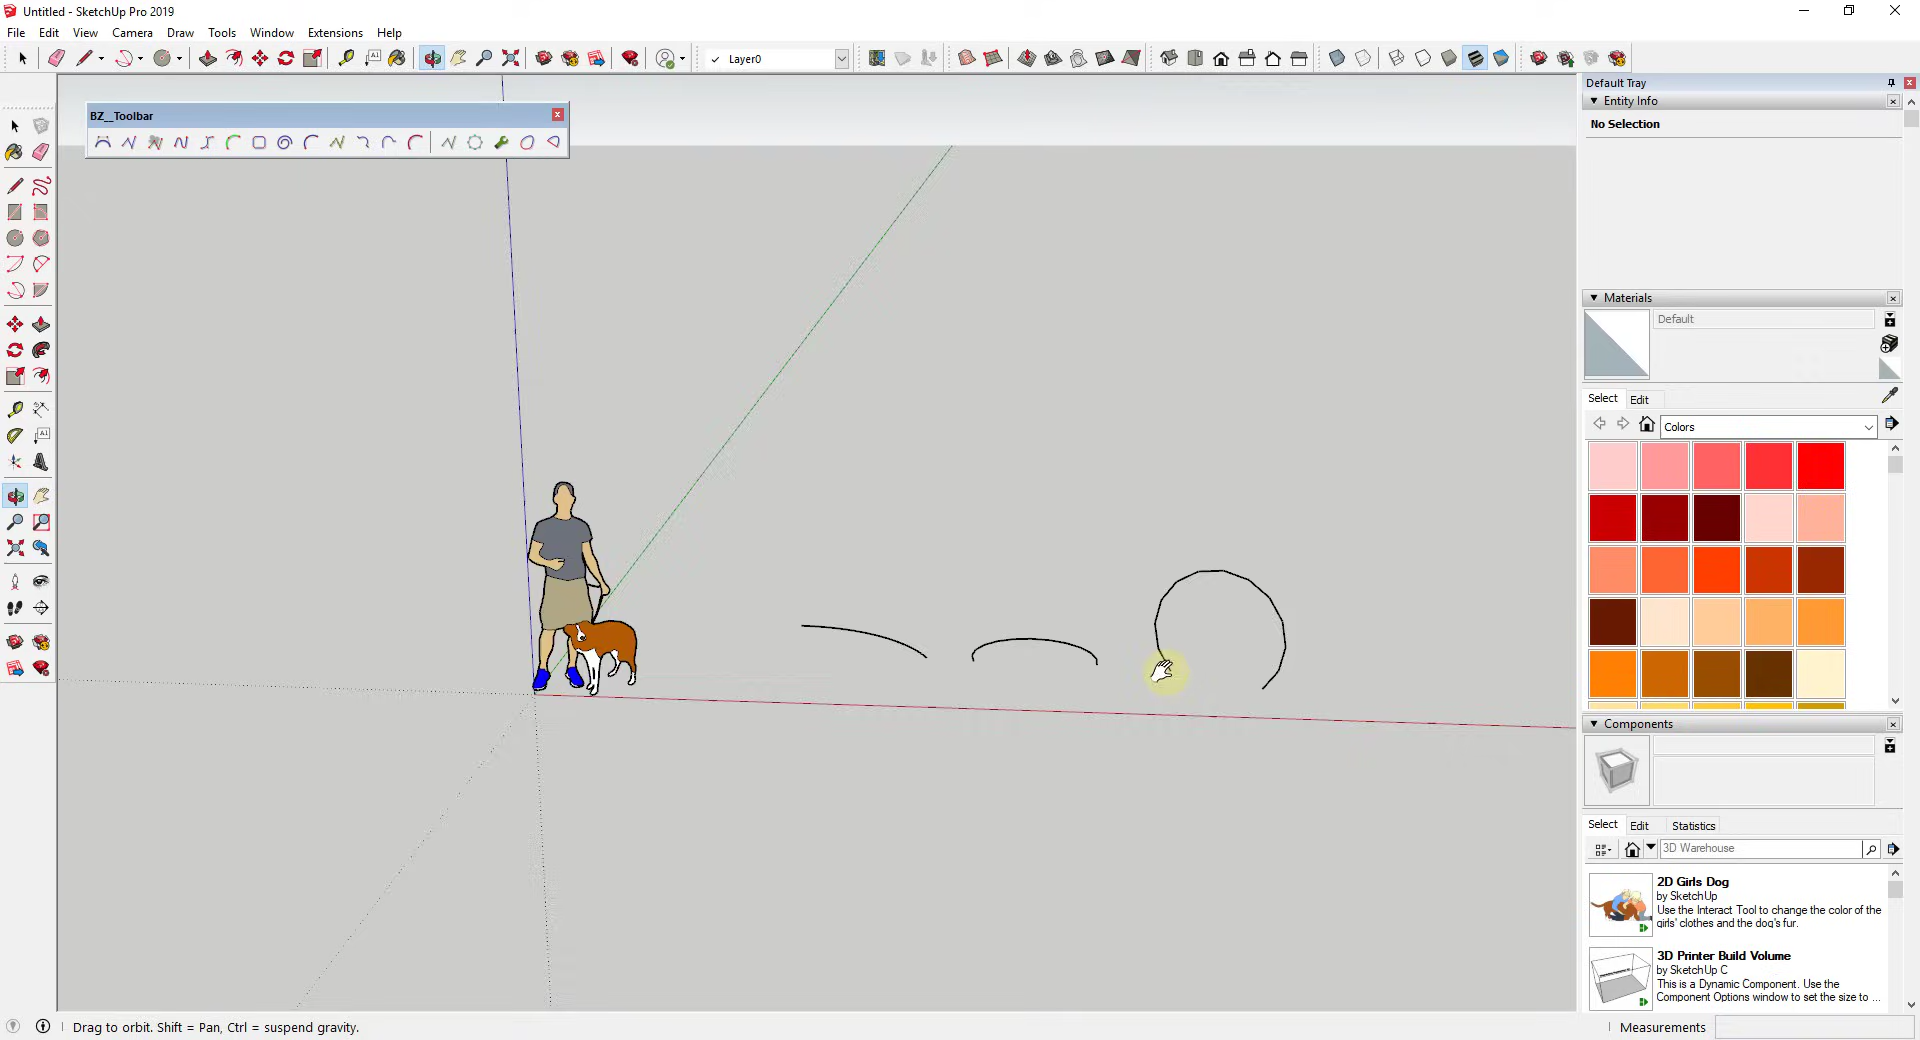 Untitled - SketchUp Pro 2019
File Edit View Camera Draw Tools Window Extensions Help
Layer0
Default Tray
BZ__Toolbar
Entity Info
No Selection
Materials
Default
Select Edit
Colors
Components
Select Edit Statistics
3D Warehouse
2D Girls Dog
by SketchUp
Use the Interact Tool to change the color of the
girls' clothes and the dog's fur.
3D Printer Build Volume
by SketchUp C
This is a Dynamic Component. Use the
Component Options window to set the size to ...
Drag to orbit. Shift = Pan, Ctrl = suspend gravity.
Measurements